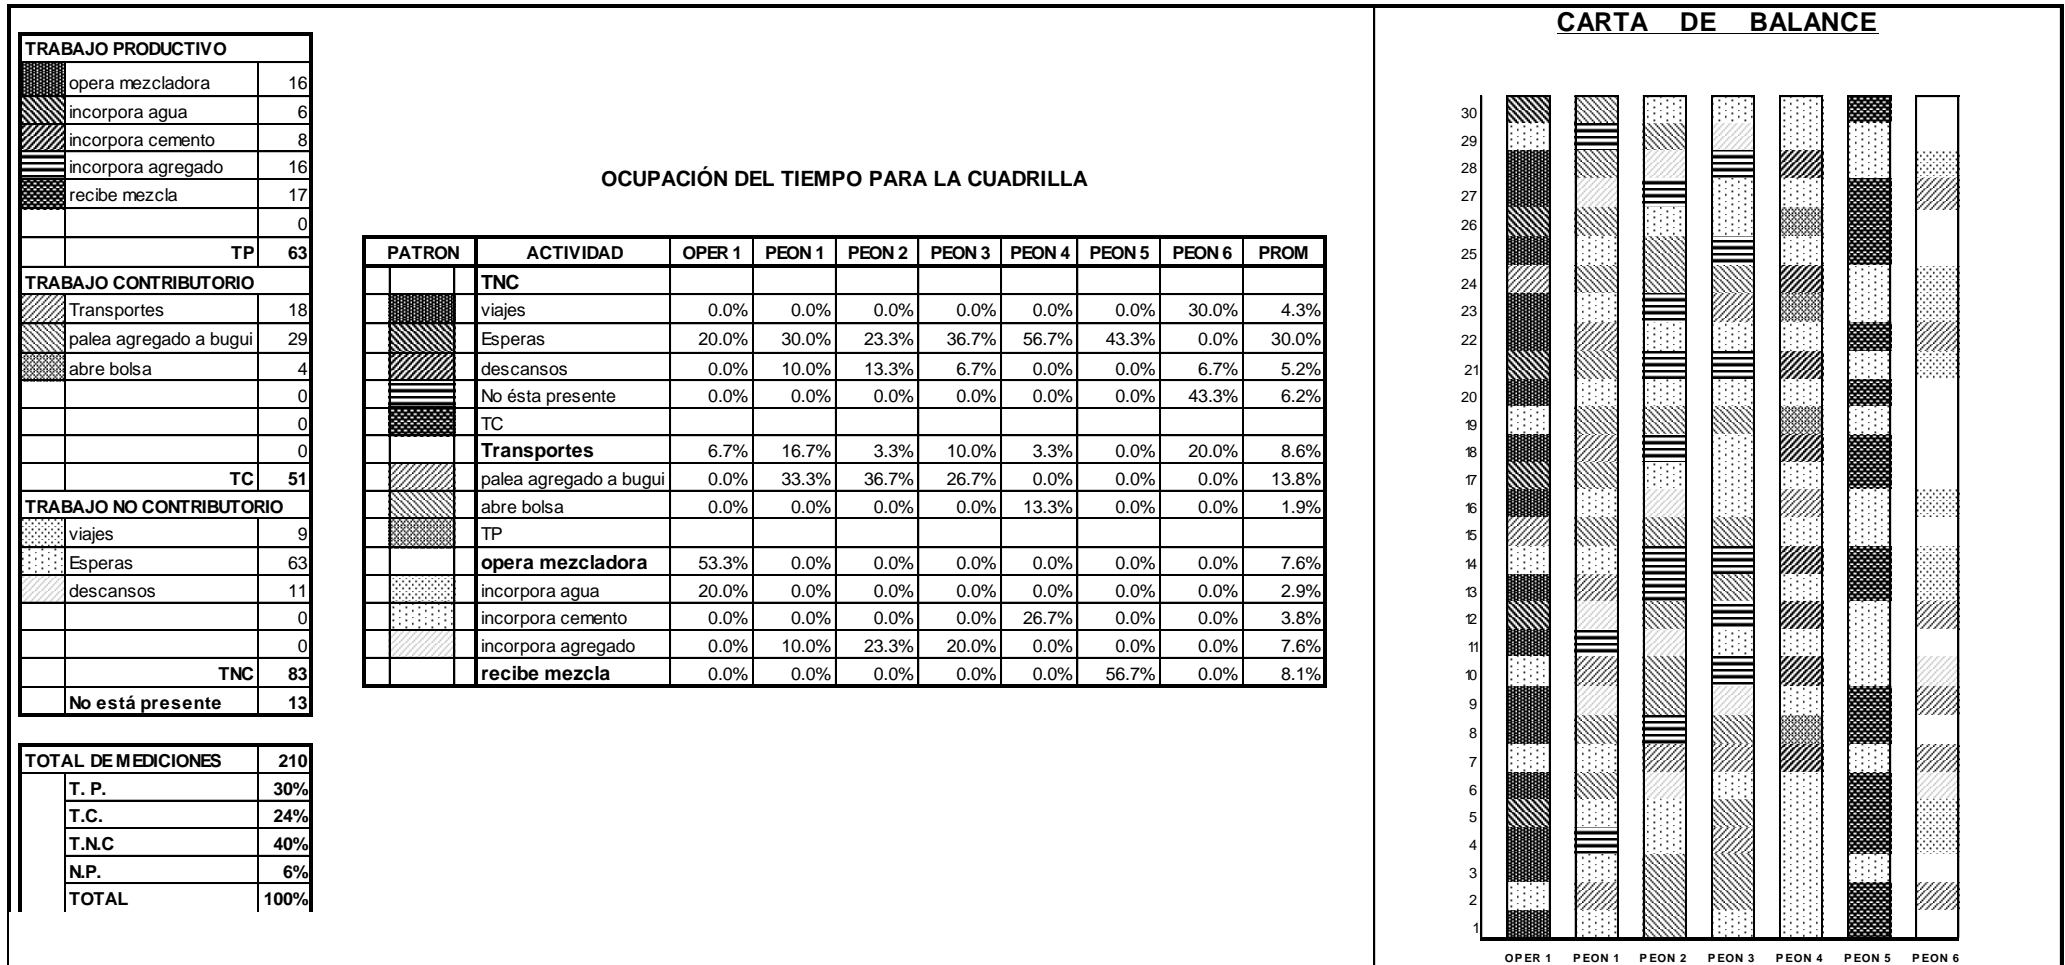 CARTA DE BALANCE
TRABAJO PRODUCTIVO
opera mezcladora 16
incorpora agua 6
incorpora cemento 8
incorpora agregado 16
recibe mezcla 17
0
TP 63
TRABAJO CONTRIBUTORIO
Transportes 18
palea agregado a bugui 29
abre bolsa 4
0
0
0
TC 51
TRABAJO NO CONTRIBUTORIO
viajes 9
Esperas 63
descansos 11
0
0
TNC 83
No está presente 13
TOTAL DE MEDICIONES 210
T. P. 30%
T.C. 24%
T.N.C 40%
N.P. 6%
TOTAL 100%
OCUPACIÓN DEL TIEMPO PARA LA CUADRILLA
PATRON ACTIVIDAD OPER 1 PEON 1 PEON 2 PEON 3 PEON 4 PEON 5 PEON 6 PROM
TNC
viajes 0.0% 0.0% 0.0% 0.0% 0.0% 0.0% 30.0% 4.3%
Esperas 20.0% 30.0% 23.3% 36.7% 56.7% 43.3% 0.0% 30.0%
descansos 0.0% 10.0% 13.3% 6.7% 0.0% 0.0% 6.7% 5.2%
No ésta presente 0.0% 0.0% 0.0% 0.0% 0.0% 0.0% 43.3% 6.2%
TC
Transportes 6.7% 16.7% 3.3% 10.0% 3.3% 0.0% 20.0% 8.6%
palea agregado a bugui 0.0% 33.3% 36.7% 26.7% 0.0% 0.0% 0.0% 13.8%
abre bolsa 0.0% 0.0% 0.0% 0.0% 13.3% 0.0% 0.0% 1.9%
TP
opera mezcladora 53.3% 0.0% 0.0% 0.0% 0.0% 0.0% 0.0% 7.6%
incorpora agua 20.0% 0.0% 0.0% 0.0% 0.0% 0.0% 0.0% 2.9%
incorpora cemento 0.0% 0.0% 0.0% 0.0% 26.7% 0.0% 0.0% 3.8%
incorpora agregado 0.0% 10.0% 23.3% 20.0% 0.0% 0.0% 0.0% 7.6%
recibe mezcla 0.0% 0.0% 0.0% 0.0% 0.0% 56.7% 0.0% 8.1%
30
29
28
27
26
25
24
23
22
21
20
19
18
17
16
15
14
13
12
11
10
9
8
7
6
5
4
3
2
1
OPER 1 PEON 1 PEON 2 PEON 3 PEON 4 PEON 5 PEON 6